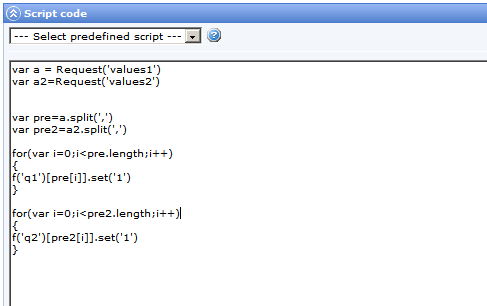 Script code
--- Select predefined script ---
var a = Request('values1')
var a2=Request('values2')
var pre=a.split(',')
var pre2=a2.split(',')
for(var i=0;i<pre.length;i++)
{
f('q1')[pre[i]].set('1')
}
for(var i=0;i<pre2.length;i++)
{
f('q2')[pre2[i]].set('1')
}